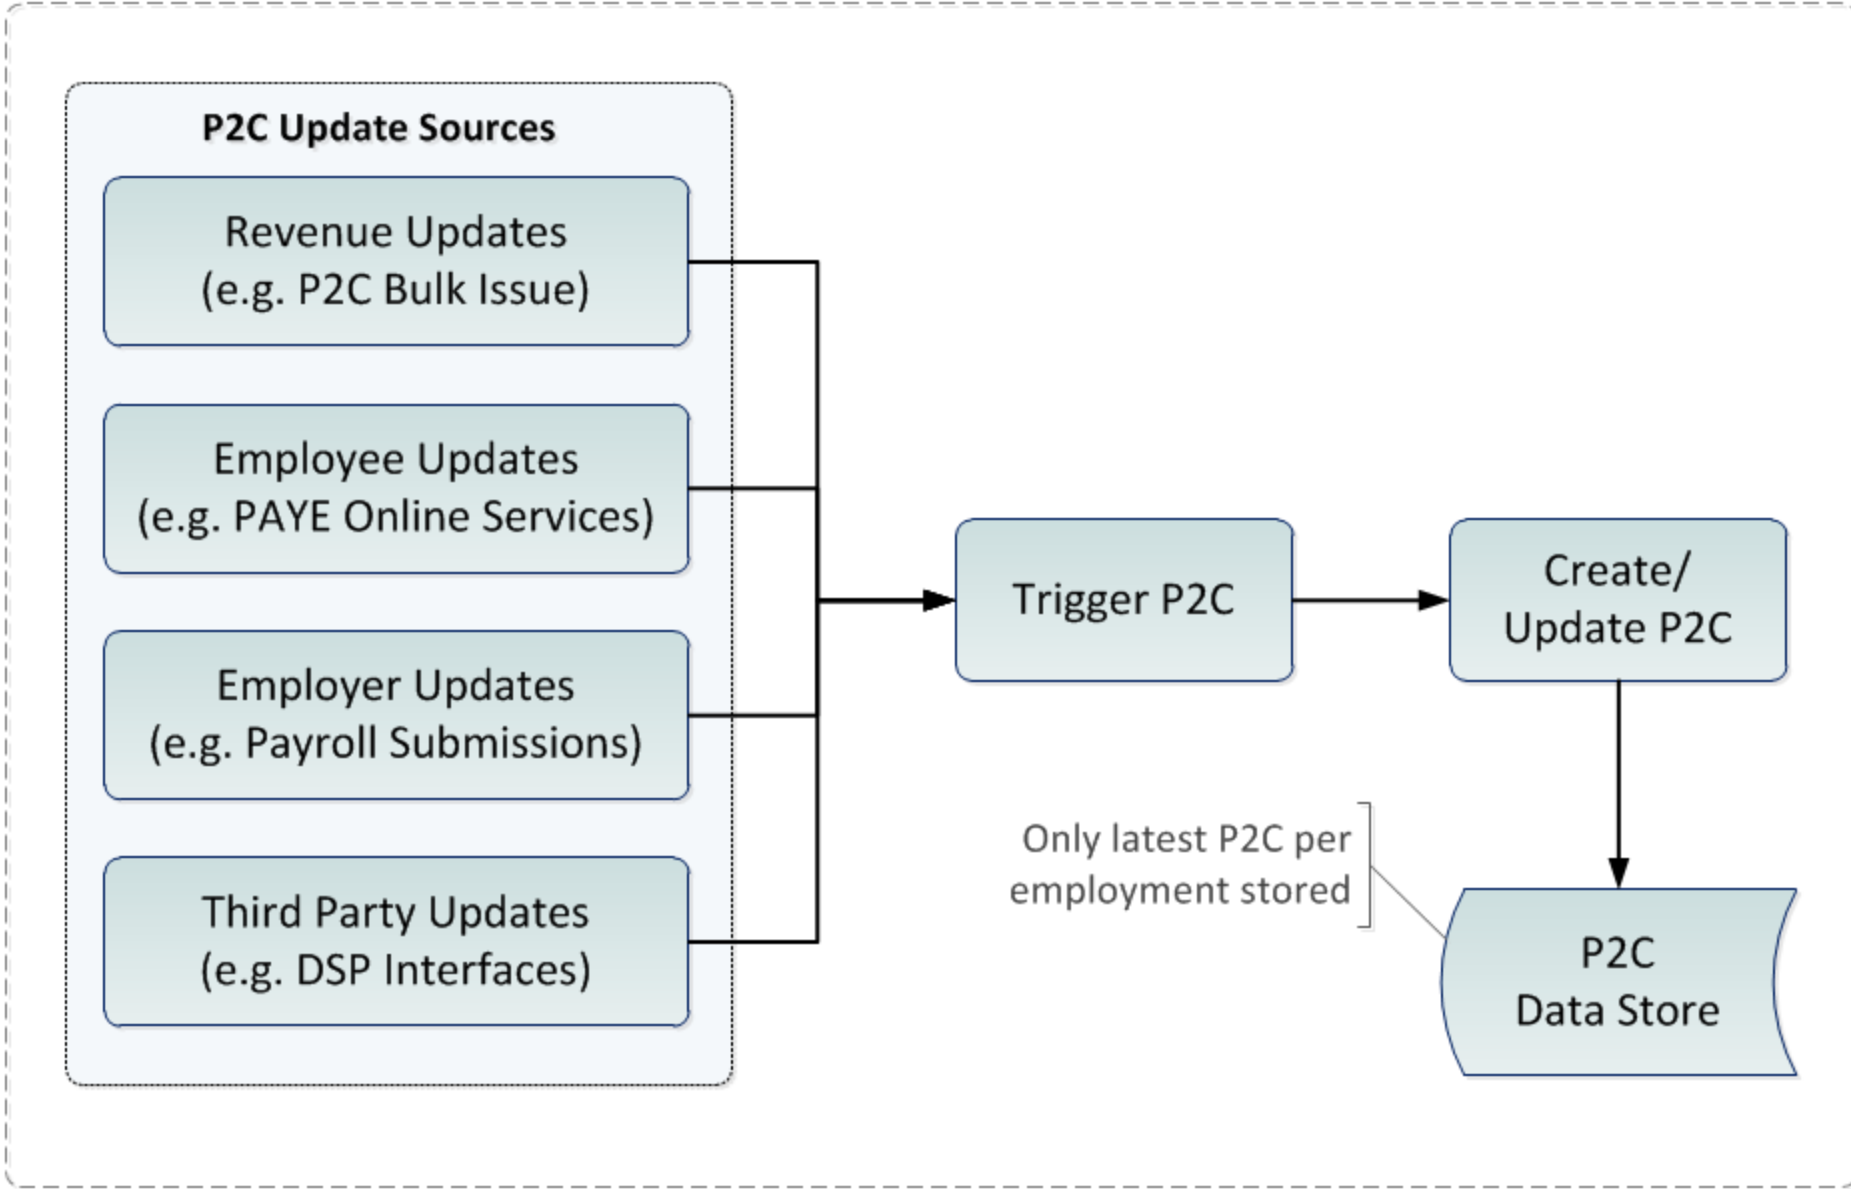 P2C Update Sources
Revenue Updates
(e.g. P2C Bulk Issue)
Employee Updates
(e.g. PAYE Online Services)
Employer Updates
(e.g. Payroll Submissions)
Third Party Updates
(e.g. DSP Interfaces)
Trigger P2C
Create/
Update P2C
Only latest P2C per
employment stored
P2C
Data Store